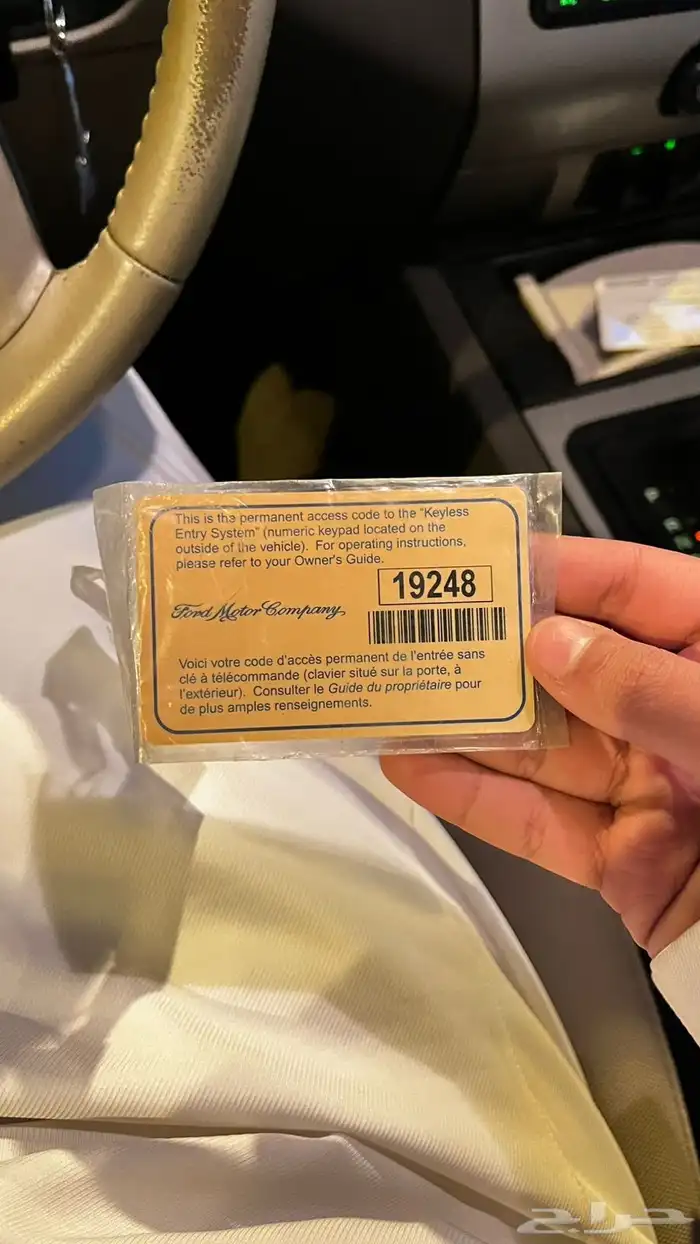 This is the permanent access code to the "Keyless
Entry System" (numeric keypad located on the
outside of the vehicle). For operating instructions,
please refer to your Owner's Guide.
19248
Ford Motor Company
Voici votre code d'accès permanent de l'entrée sans
clé à télécommande (clavier situé sur la porte, à
l'extérieur). Consulter le Guide du propriétaire pour
de plus amples renseignements.
حراج